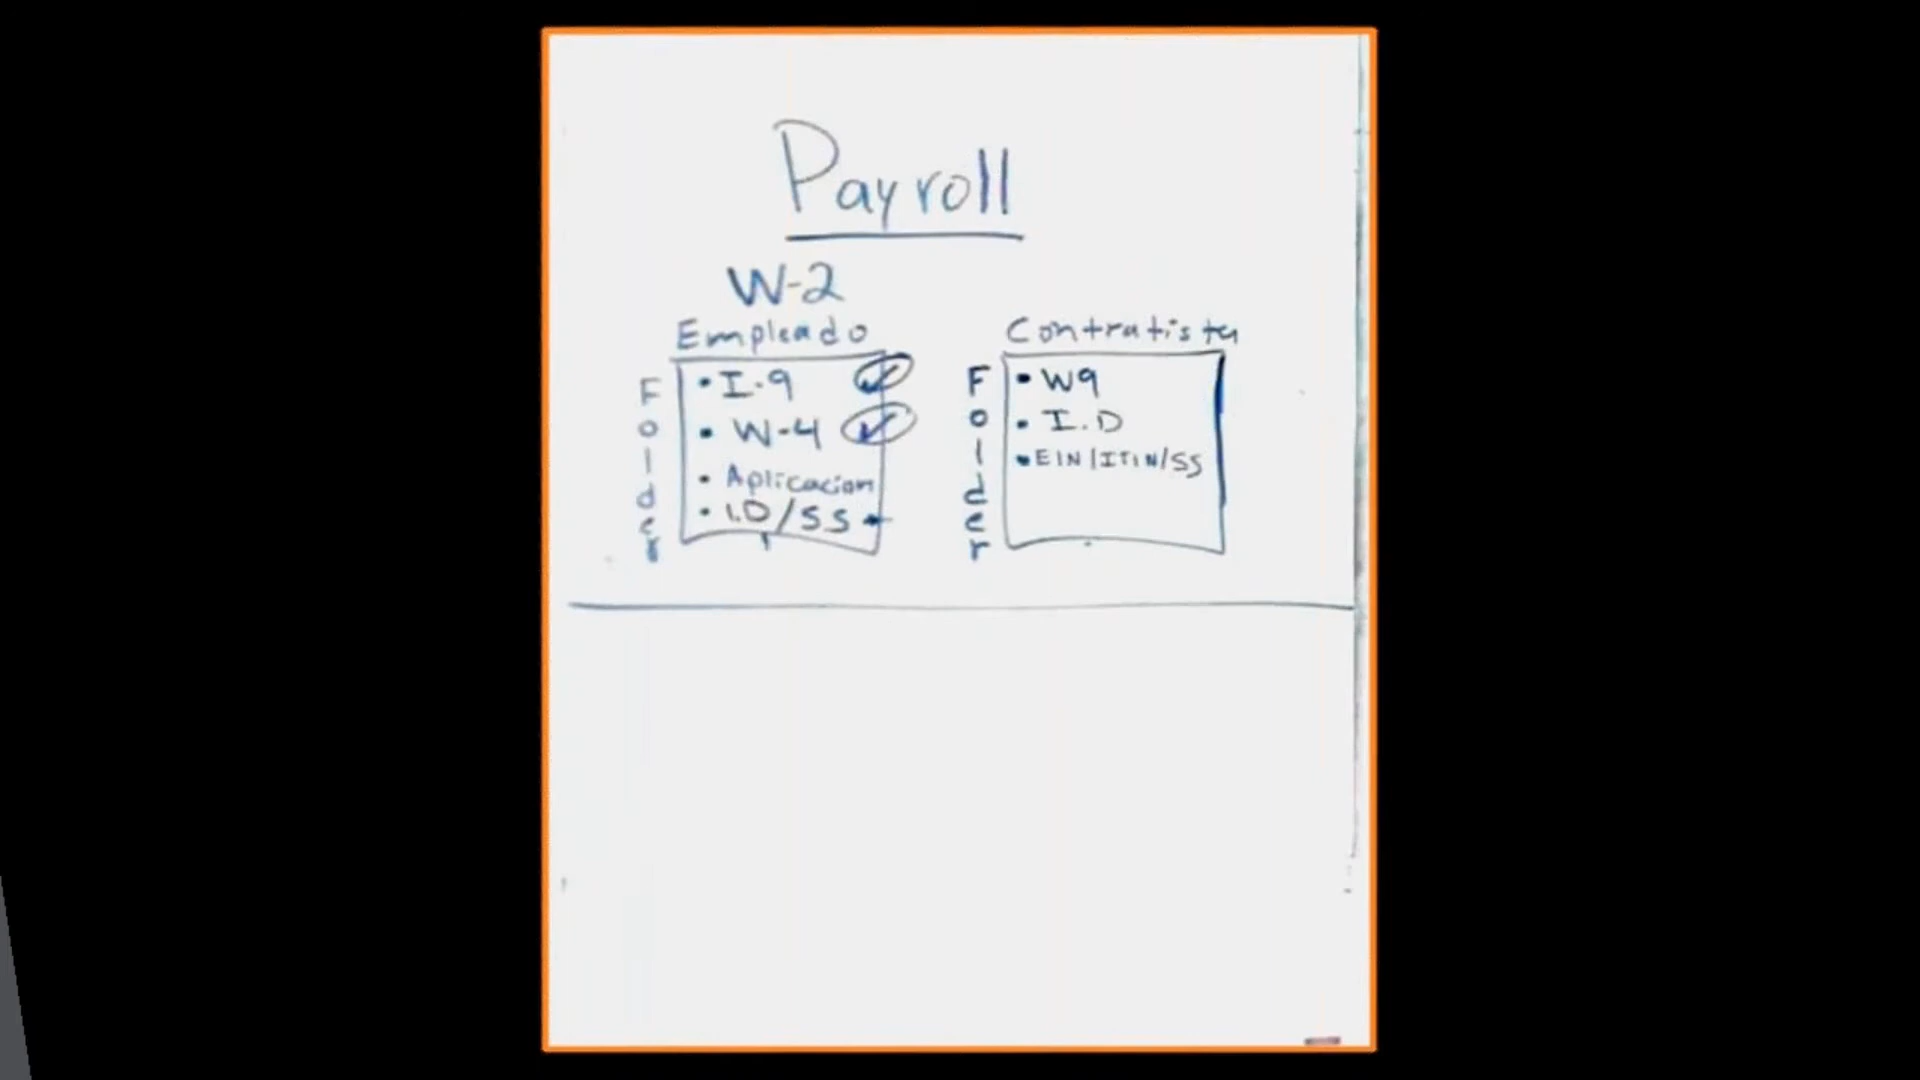 Payroll
W-2
Empleado
Folder
• I-9
• W-4
• Aplicacion
• I.D/SS
Contratista
Folder
• W9
• I.D
• EIN/ITIN/SS